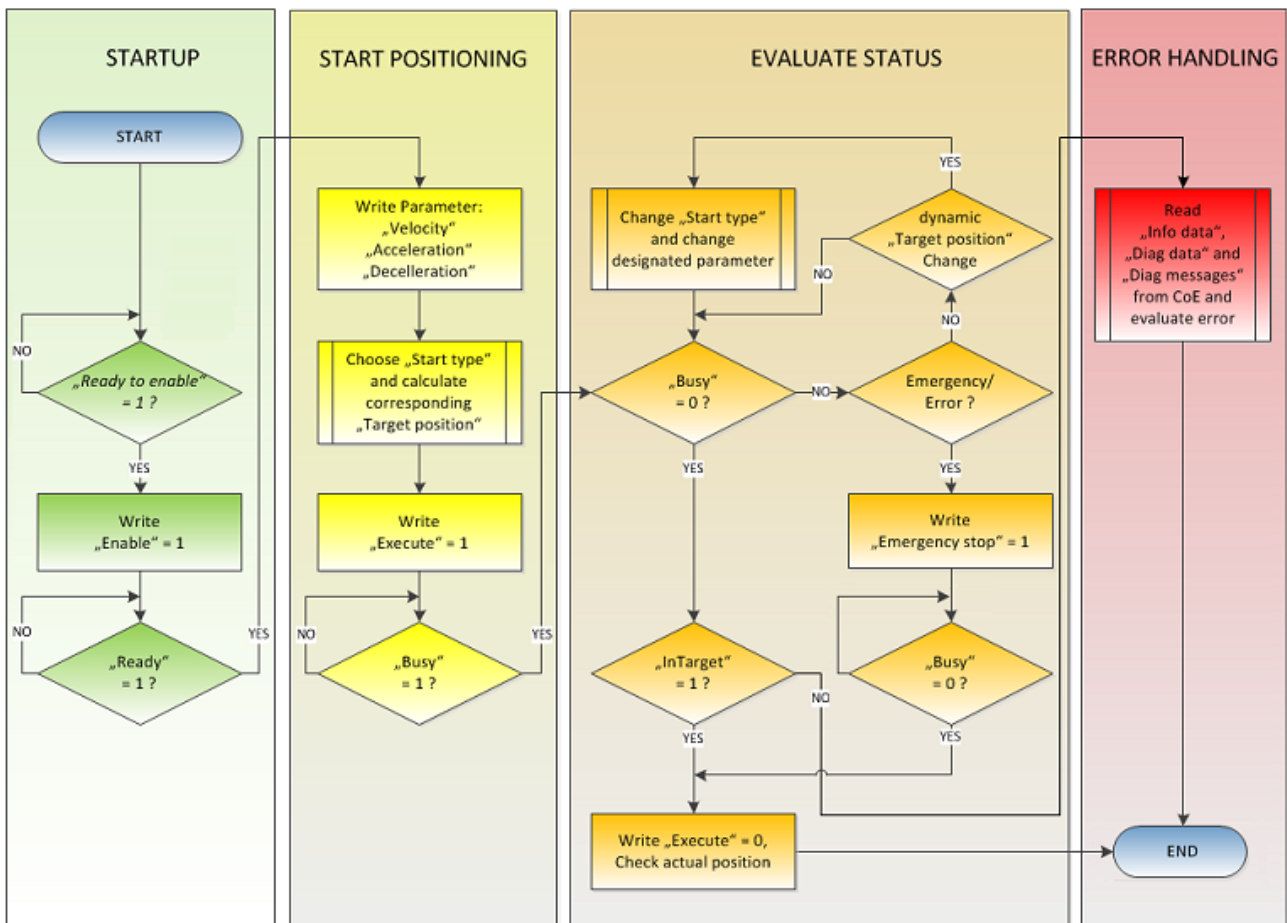 STARTUP
START
NO
„Ready to enable“
= 1 ?
YES
Write
„Enable“ = 1
NO
„Ready“
= 1 ?
YES
START POSITIONING
Write Parameter:
„Velocity“
„Acceleration“
„Decelleration“
Choose „Start type“
and calculate
corresponding
„Target position“
Write
„Execute“ = 1
NO
„Busy“
= 1 ?
YES
EVALUATE STATUS
YES
Change „Start type“
and change
designated parameter
dynamic
„Target position“
Change
NO
NO
„Busy“
= 0 ?
NO
Emergency/
Error ?
YES
YES
Write
„Emergency stop“ = 1
„InTarget“
= 1 ?
NO
„Busy“
= 0 ?
YES
YES
Write „Execute“ = 0,
Check actual position
ERROR HANDLING
Read
„Info data“,
„Diag data“ and
„Diag messages“
from CoE and
evaluate error
END